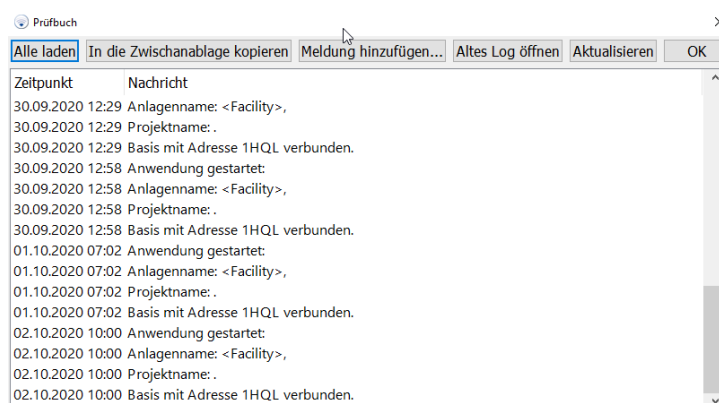 Prüfbuch
Alle laden In die Zwischanablage kopieren Meldung hinzufügen... Altes Log öffnen Aktualisieren OK
Zeitpunkt Nachricht
30.09.2020 12:29 Anlagenname: <Facility>,
30.09.2020 12:29 Projektname: .
30.09.2020 12:29 Basis mit Adresse 1HQL verbunden.
30.09.2020 12:58 Anwendung gestartet:
30.09.2020 12:58 Anlagenname: <Facility>,
30.09.2020 12:58 Projektname: .
30.09.2020 12:58 Basis mit Adresse 1HQL verbunden.
01.10.2020 07:02 Anwendung gestartet:
01.10.2020 07:02 Anlagenname: <Facility>,
01.10.2020 07:02 Projektname: .
01.10.2020 07:02 Basis mit Adresse 1HQL verbunden.
02.10.2020 10:00 Anwendung gestartet:
02.10.2020 10:00 Anlagenname: <Facility>,
02.10.2020 10:00 Projektname: .
02.10.2020 10:00 Basis mit Adresse 1HQL verbunden.